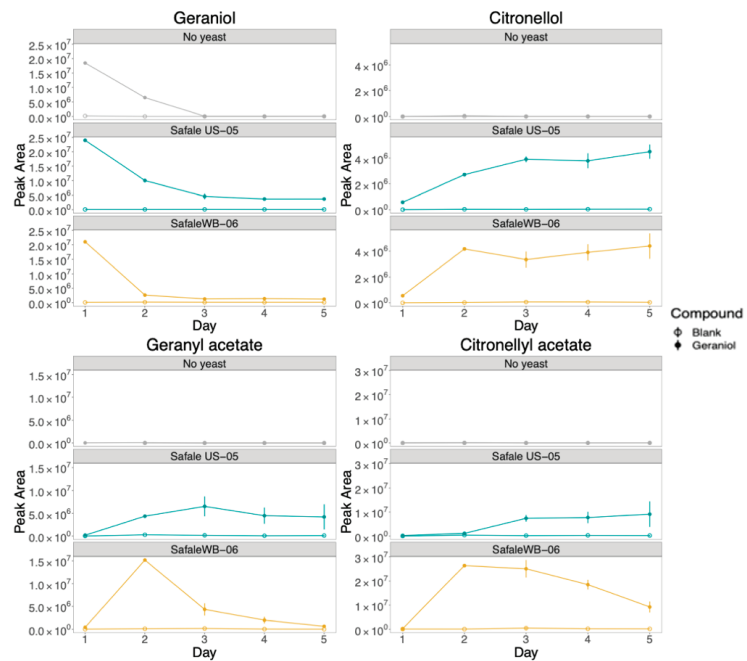 Geraniol
No yeast
2.5 × 10⁷
2.0 × 10⁷
1.5 × 10⁷
1.0 × 10⁷
5.0 × 10⁶
0.0 × 10⁰
Safale US−05
2.5 × 10⁷
2.0 × 10⁷
1.5 × 10⁷
1.0 × 10⁷
5.0 × 10⁶
0.0 × 10⁰
Peak Area
SafaleWB−06
2.5 × 10⁷
2.0 × 10⁷
1.5 × 10⁷
1.0 × 10⁷
5.0 × 10⁶
0.0 × 10⁰
1 2 3 4 5
Day
Citronellol
No yeast
4 × 10⁶
2 × 10⁶
0 × 10⁰
Safale US−05
4 × 10⁶
2 × 10⁶
0 × 10⁰
Peak Area
SafaleWB−06
4 × 10⁶
2 × 10⁶
0 × 10⁰
1 2 3 4 5
Day
Compound
Blank
Geraniol
Geranyl acetate
No yeast
1.5 × 10⁷
1.0 × 10⁷
5.0 × 10⁶
0.0 × 10⁰
Safale US−05
1.5 × 10⁷
1.0 × 10⁷
5.0 × 10⁶
0.0 × 10⁰
Peak Area
SafaleWB−06
1.5 × 10⁷
1.0 × 10⁷
5.0 × 10⁶
0.0 × 10⁰
1 2 3 4 5
Day
Citronellyl acetate
No yeast
3 × 10⁷
2 × 10⁷
1 × 10⁷
0 × 10⁰
Safale US−05
3 × 10⁷
2 × 10⁷
1 × 10⁷
0 × 10⁰
Peak Area
SafaleWB−06
3 × 10⁷
2 × 10⁷
1 × 10⁷
0 × 10⁰
1 2 3 4 5
Day